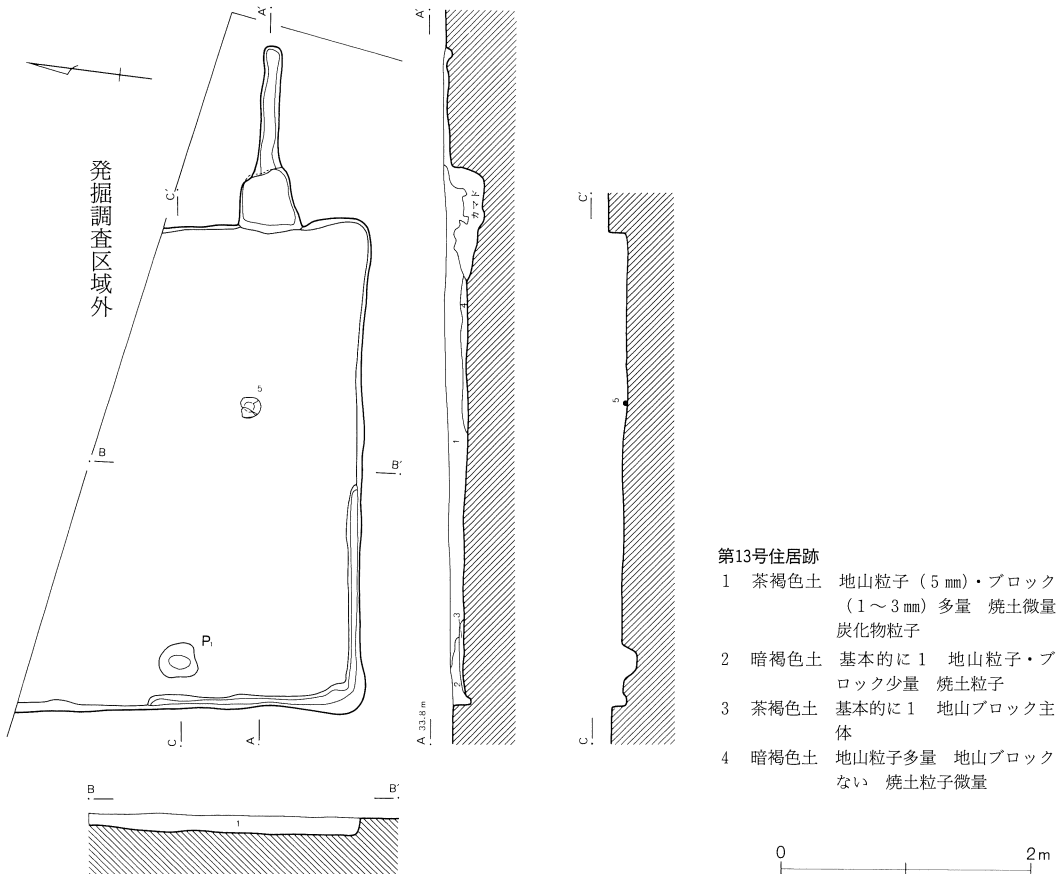 A′
A′
発掘調査区域外
C′
C′
カマド
4
5
5
1
B
B′
3
2
P₁
C
A
A 33.8 m
C
B
B′
1
第13号住居跡
1 茶褐色土 地山粒子（5㎜）・ブロック
（1～3㎜）多量 焼土微量
炭化物粒子
2 暗褐色土 基本的に1 地山粒子・ブ
ロック少量 焼土粒子
3 茶褐色土 基本的に1 地山ブロック主
体
4 暗褐色土 地山粒子多量 地山ブロック
ない 焼土粒子微量
0 2m